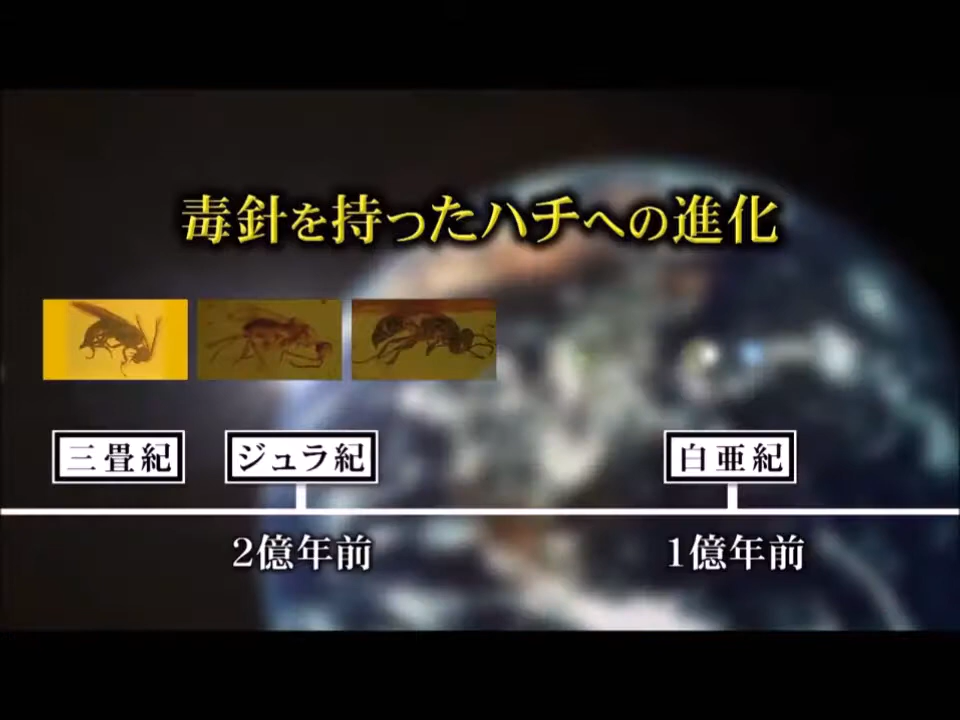 毒針を持ったハチへの進化
三畳紀
ジュラ紀
白亜紀
2億年前
1億年前